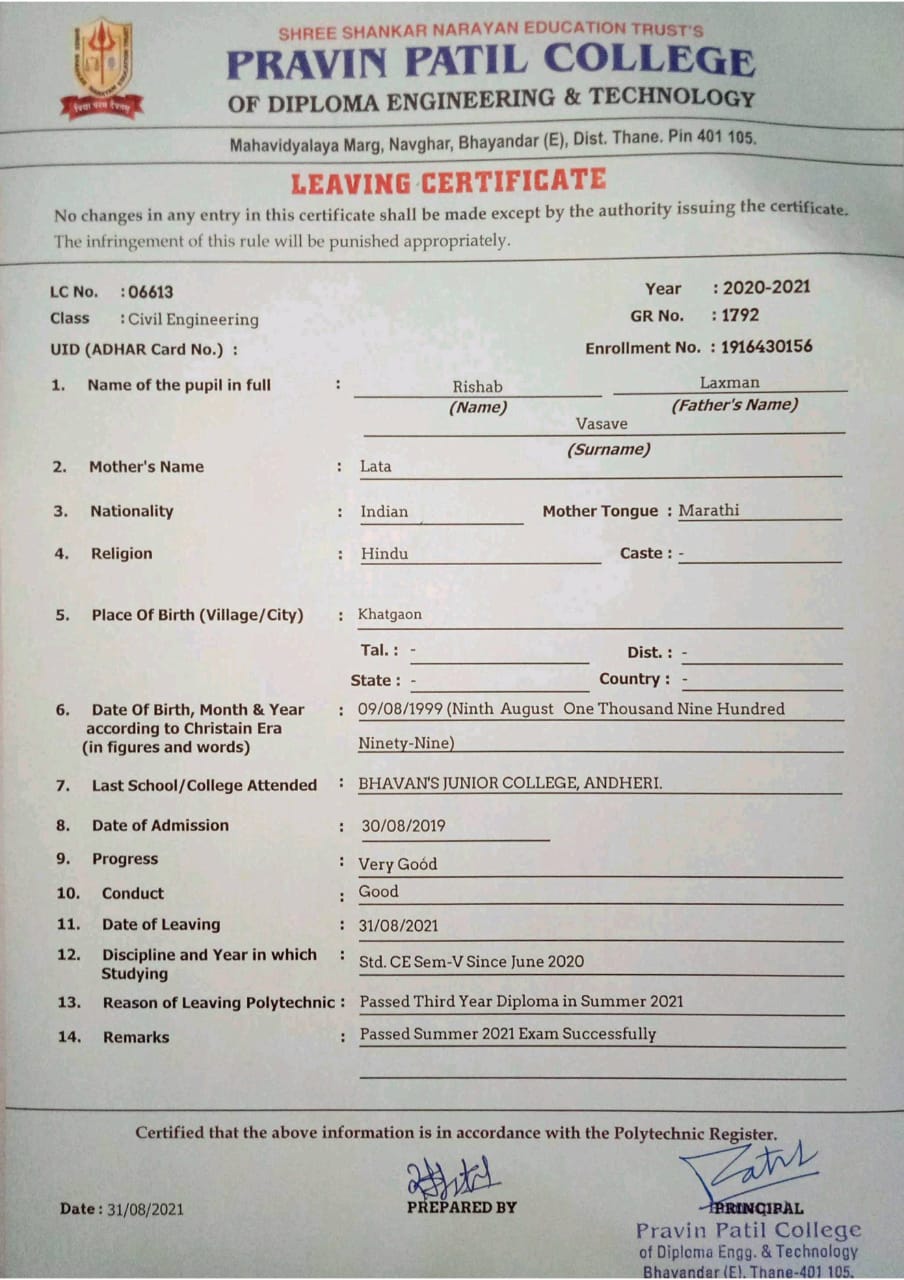 SHREE SHANKAR NARAYAN EDUCATION TRUST'S
PRAVIN PATIL COLLEGE
OF DIPLOMA ENGINEERING & TECHNOLOGY
Mahavidyalaya Marg, Navghar, Bhayandar (E), Dist. Thane. Pin 401 105.
LEAVING CERTIFICATE
No changes in any entry in this certificate shall be made except by the authority issuing the certificate.
The infringement of this rule will be punished appropriately.
LC No. : 06613 Year : 2020-2021
Class : Civil Engineering GR No. : 1792
UID (ADHAR Card No.) : Enrollment No. : 1916430156
1. Name of the pupil in full : Rishab Laxman
(Name) (Father's Name)
Vasave
(Surname)
2. Mother's Name : Lata
3. Nationality : Indian Mother Tongue : Marathi
4. Religion : Hindu Caste : -
5. Place Of Birth (Village/City) : Khatgaon
Tal. : - Dist. : -
State : - Country : -
6. Date Of Birth, Month & Year : 09/08/1999 (Ninth August One Thousand Nine Hundred
according to Christain Era
(in figures and words) Ninety-Nine)
7. Last School/College Attended : BHAVAN'S JUNIOR COLLEGE, ANDHERI.
8. Date of Admission : 30/08/2019
9. Progress : Very Good
10. Conduct : Good
11. Date of Leaving : 31/08/2021
12. Discipline and Year in which : Std. CE Sem-V Since June 2020
Studying
13. Reason of Leaving Polytechnic : Passed Third Year Diploma in Summer 2021
14. Remarks : Passed Summer 2021 Exam Successfully
Certified that the above information is in accordance with the Polytechnic Register.
Date : 31/08/2021 PREPARED BY PRINCIPAL
Pravin Patil College
of Diploma Engg. & Technology
Bhayandar (E), Thane-401 105.